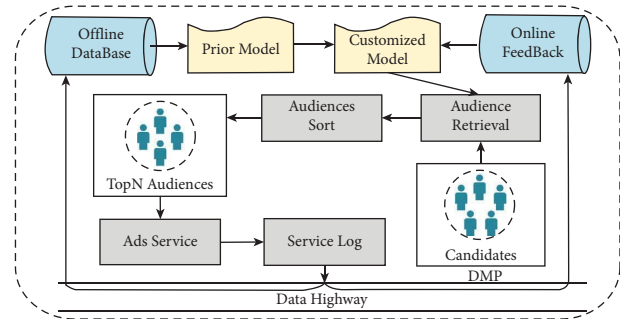 Offline
DataBase
Prior Model
Customized
Model
Online
FeedBack
Audiences
Sort
Audience
Retrieval
TopN Audiences
Ads Service
Service Log
Candidates
DMP
Data Highway